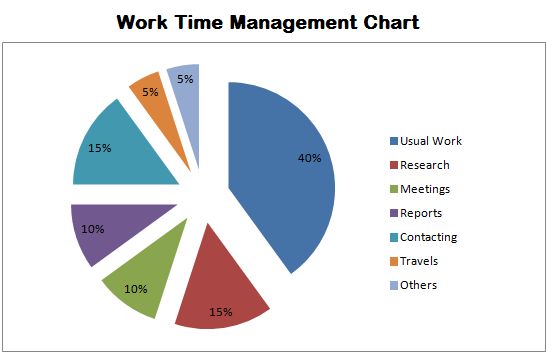 Work Time Management Chart
5%
5%
40%
15%
10%
10%
15%
Usual Work
Research
Meetings
Reports
Contacting
Travels
Others